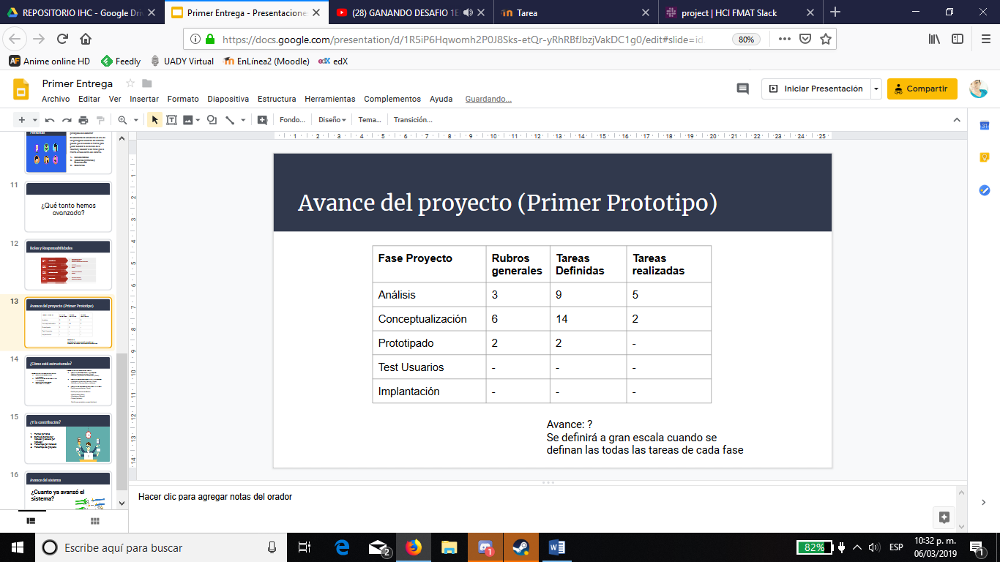 REPOSITORIO IHC - Google Driv
Primer Entrega - Presentacione
(28) GANANDO DESAFIO 1E
Tarea
project | HCI FMAT Slack
https://docs.google.com/presentation/d/1R5iP6Hqwomh2P0J8Sks-etQr-yRhRBfJbzjVakDC1g0/edit#slide=id.
80%
Anime online HD
Feedly
UADY Virtual
EnLínea2 (Moodle)
edX
Primer Entrega
Archivo Editar Ver Insertar Formato Diapositiva Estructura Herramientas Complementos Ayuda Guardando...
Iniciar Presentación
Compartir
Fondo... Diseño Tema... Transición...
11
¿Qué tanto hemos
avanzado?
12
Roles y Responsabilidades
13
Avance del proyecto (Primer Prototipo)
14
¿Cómo está estructurado?
15
¿Y la contribución?
16
Avance del sistema
¿Cuanto ya avanzó el
sistema?
Avance del proyecto (Primer Prototipo)
Fase Proyecto Rubros generales Tareas Definidas Tareas realizadas
Análisis 3 9 5
Conceptualización 6 14 2
Prototipado 2 2 -
Test Usuarios - - -
Implantación - - -
Avance: ?
Se definirá a gran escala cuando se
definan las todas las tareas de cada fase
Hacer clic para agregar notas del orador
Escribe aquí para buscar
2
1
82%
ESP
10:32 p. m.
06/03/2019
1